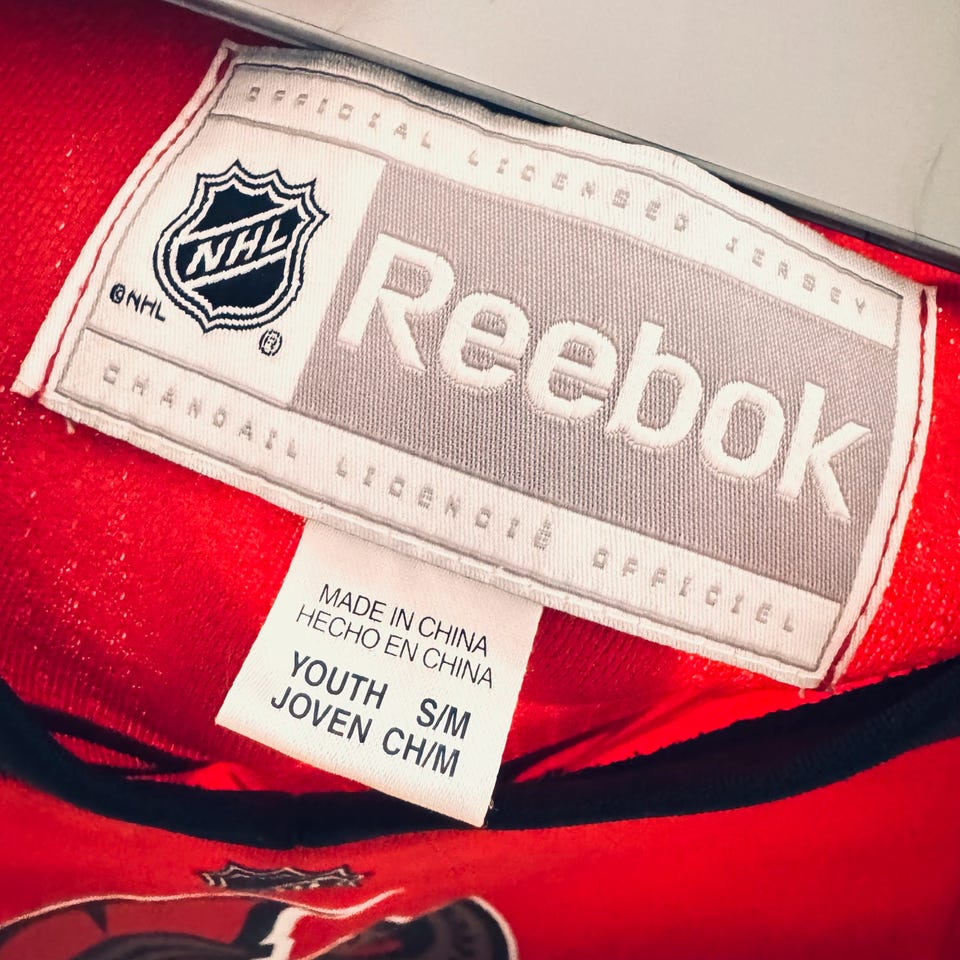 OFFICIAL LICENSED JERSEY
NHL
©NHL
®
Reebok
CHANDAIL LICENCIÉ OFFICIEL
MADE IN CHINA
HECHO EN CHINA
YOUTH S/M
JOVEN CH/M